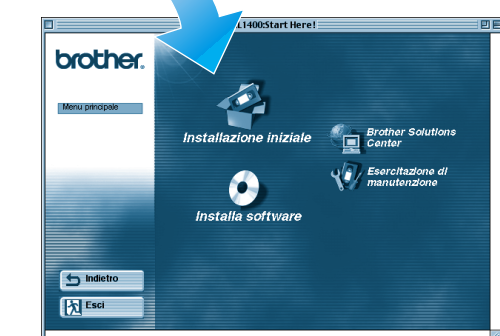 L1400:Start Here!
brother.
Menu principale
Installazione iniziale
Brother Solutions
Center
Esercitazione di
manutenzione
Installa software
Indietro
Esci